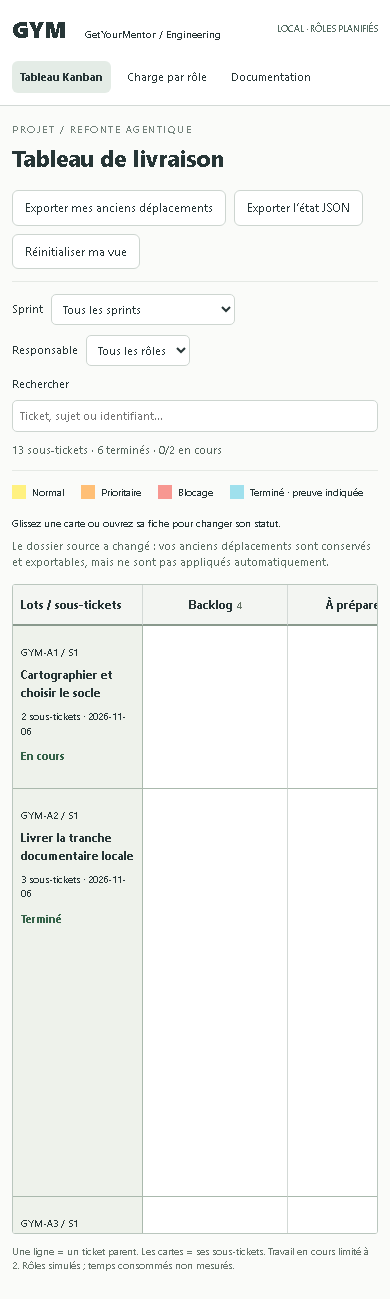 GYM GetYourMentor / Engineering LOCAL · RÔLES PLANIFIÉS
Tableau Kanban Charge par rôle Documentation
PROJET / REFONTE AGENTIQUE
Tableau de livraison
Exporter mes anciens déplacements Exporter l'état JSON
Réinitialiser ma vue
Sprint Tous les sprints
Responsable Tous les rôles
Rechercher
Ticket, sujet ou identifiant...
13 sous-tickets · 6 terminés · 0/2 en cours
Normal Prioritaire Blocage Terminé · preuve indiquée
Glissez une carte ou ouvrez sa fiche pour changer son statut.
Le dossier source a changé : vos anciens déplacements sont conservés
et exportables, mais ne sont pas appliqués automatiquement.
Lots / sous-tickets Backlog 4 À prépare
GYM-A1 / S1
Cartographier et
choisir le socle
2 sous-tickets · 2026-11-
06
En cours
GYM-A2 / S1
Livrer la tranche
documentaire locale
3 sous-tickets · 2026-11-
06
Terminé
GYM-A3 / S1
Une ligne = un ticket parent. Les cartes = ses sous-tickets. Travail en cours limité à
2. Rôles simulés ; temps consommés non mesurés.